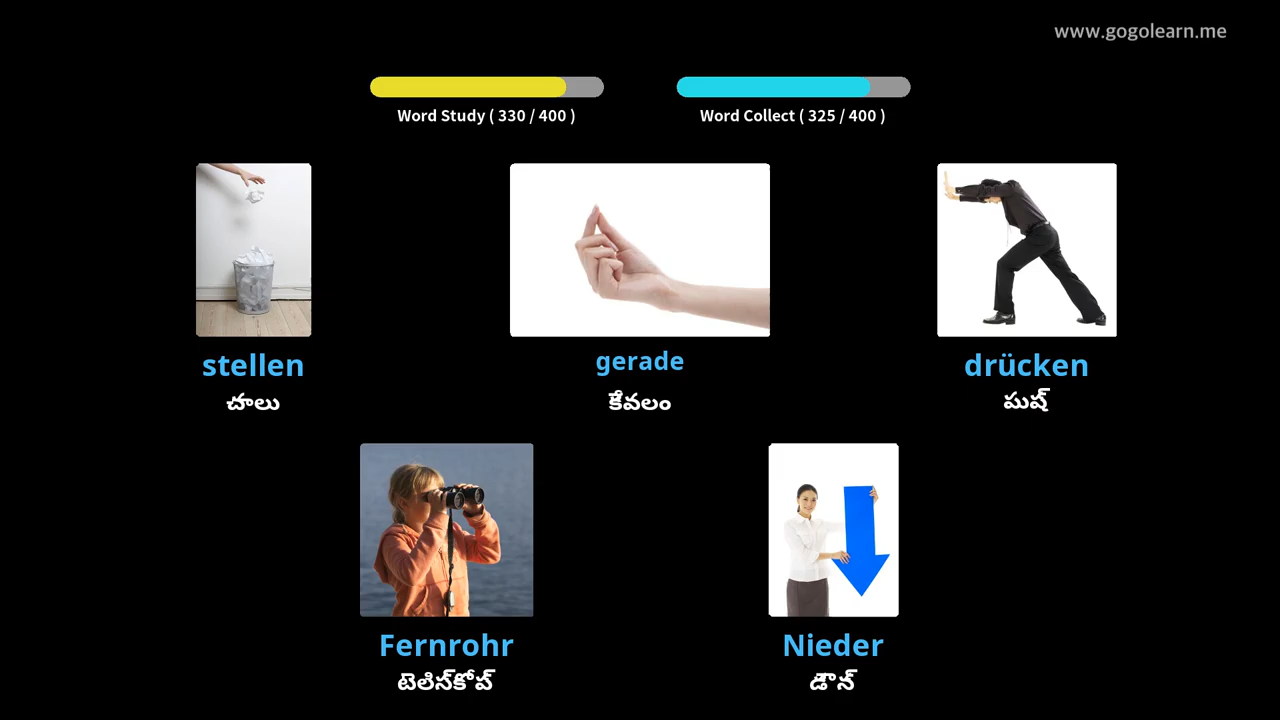 www.gogolearn.me
Word Study ( 330 / 400 )
Word Collect ( 325 / 400 )
stellen
gerade
drücken
చాలు
కేవలం
పుష్
Fernrohr
Nieder
టెలిస్కోప్
డౌన్